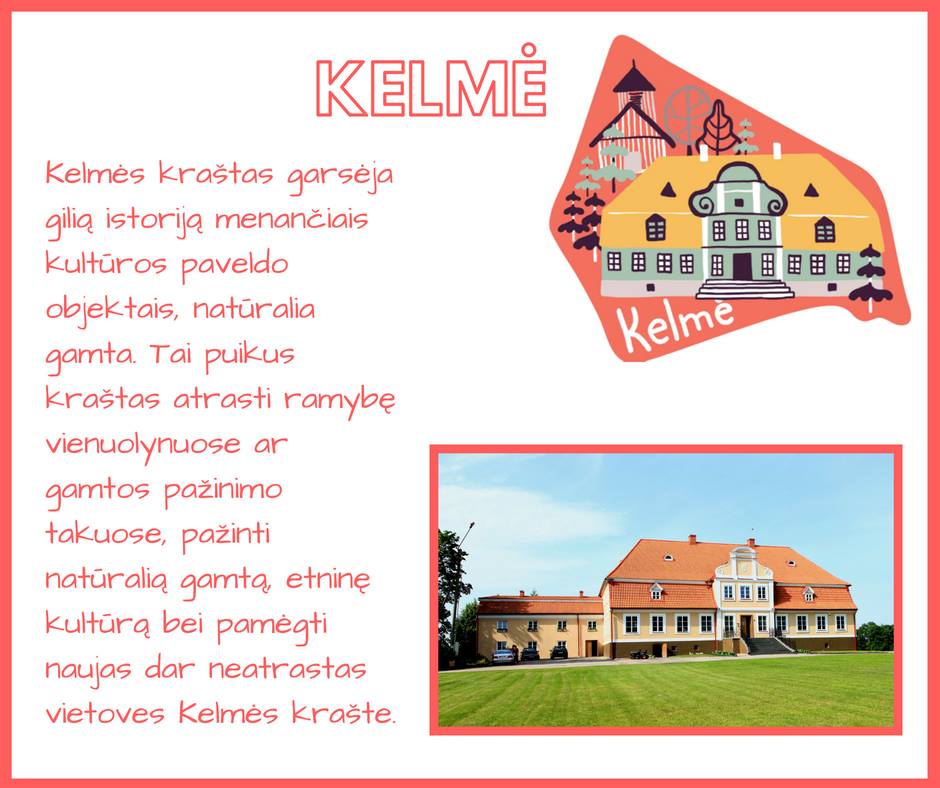 KELMĖ
Kelmė
Kelmės kraštas garsėja
gilią istoriją menančiais
kultūros paveldo
objektais, natūralia
gamta. Tai puikus
kraštas atrasti ramybę
vienuolynuose ar
gamtos pažinimo
takuose, pažinti
natūralią gamtą, etninę
kultūrą bei pamėgti
naujas dar neatrastas
vietoves Kelmės krašte.